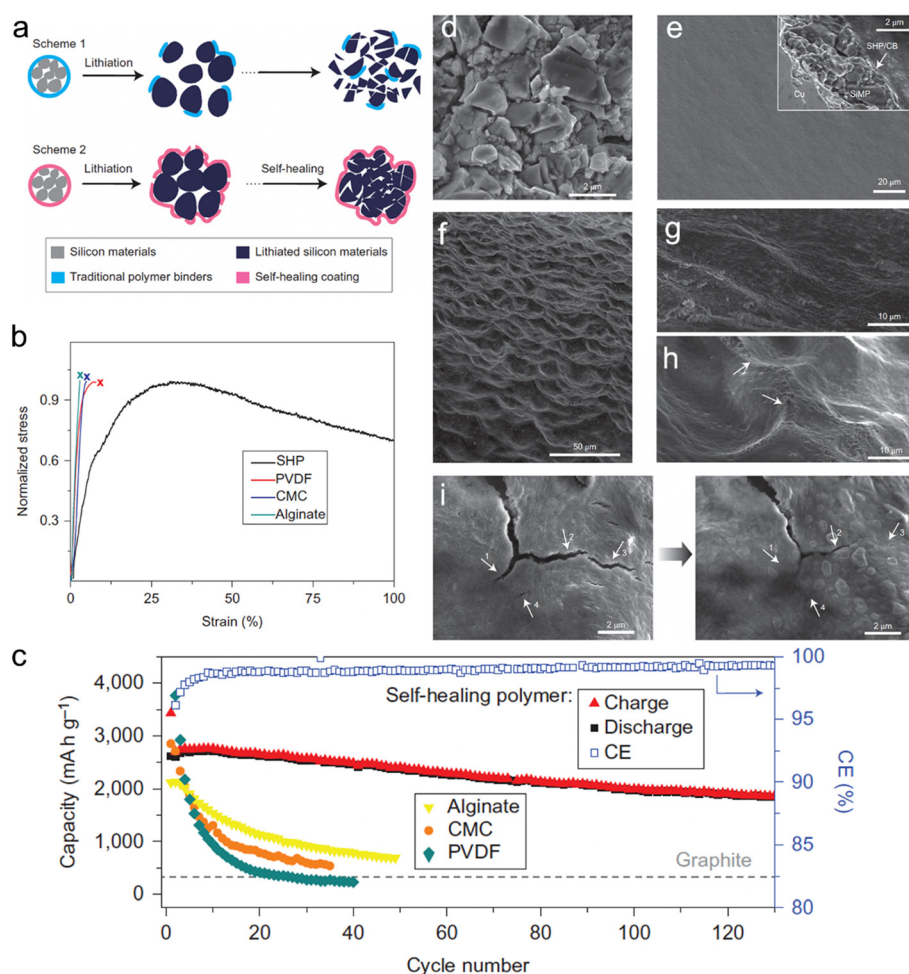 a
Scheme 1
Lithiation
Scheme 2
Lithiation
Self-healing
Silicon materials
Lithiated silicon materials
Traditional polymer binders
Self-healing coating
b
Normalized stress
0.9
0.6
0.3
0
25
50
75
100
Strain (%)
SHP
PVDF
CMC
Alginate
x
x
x
d
2 μm
e
2 μm
SHP/CB
Cu
SiMP
20 μm
f
50 μm
g
10 μm
h
10 μm
i
1
2
3
4
2 μm
1
2
3
4
2 μm
c
Capacity (mA h g⁻¹)
4,000
3,000
2,000
1,000
0
0
20
40
60
80
100
120
Cycle number
100
97
95
92
90
87
85
82
80
CE (%)
Self-healing polymer:
Charge
Discharge
CE
Alginate
CMC
PVDF
Graphite